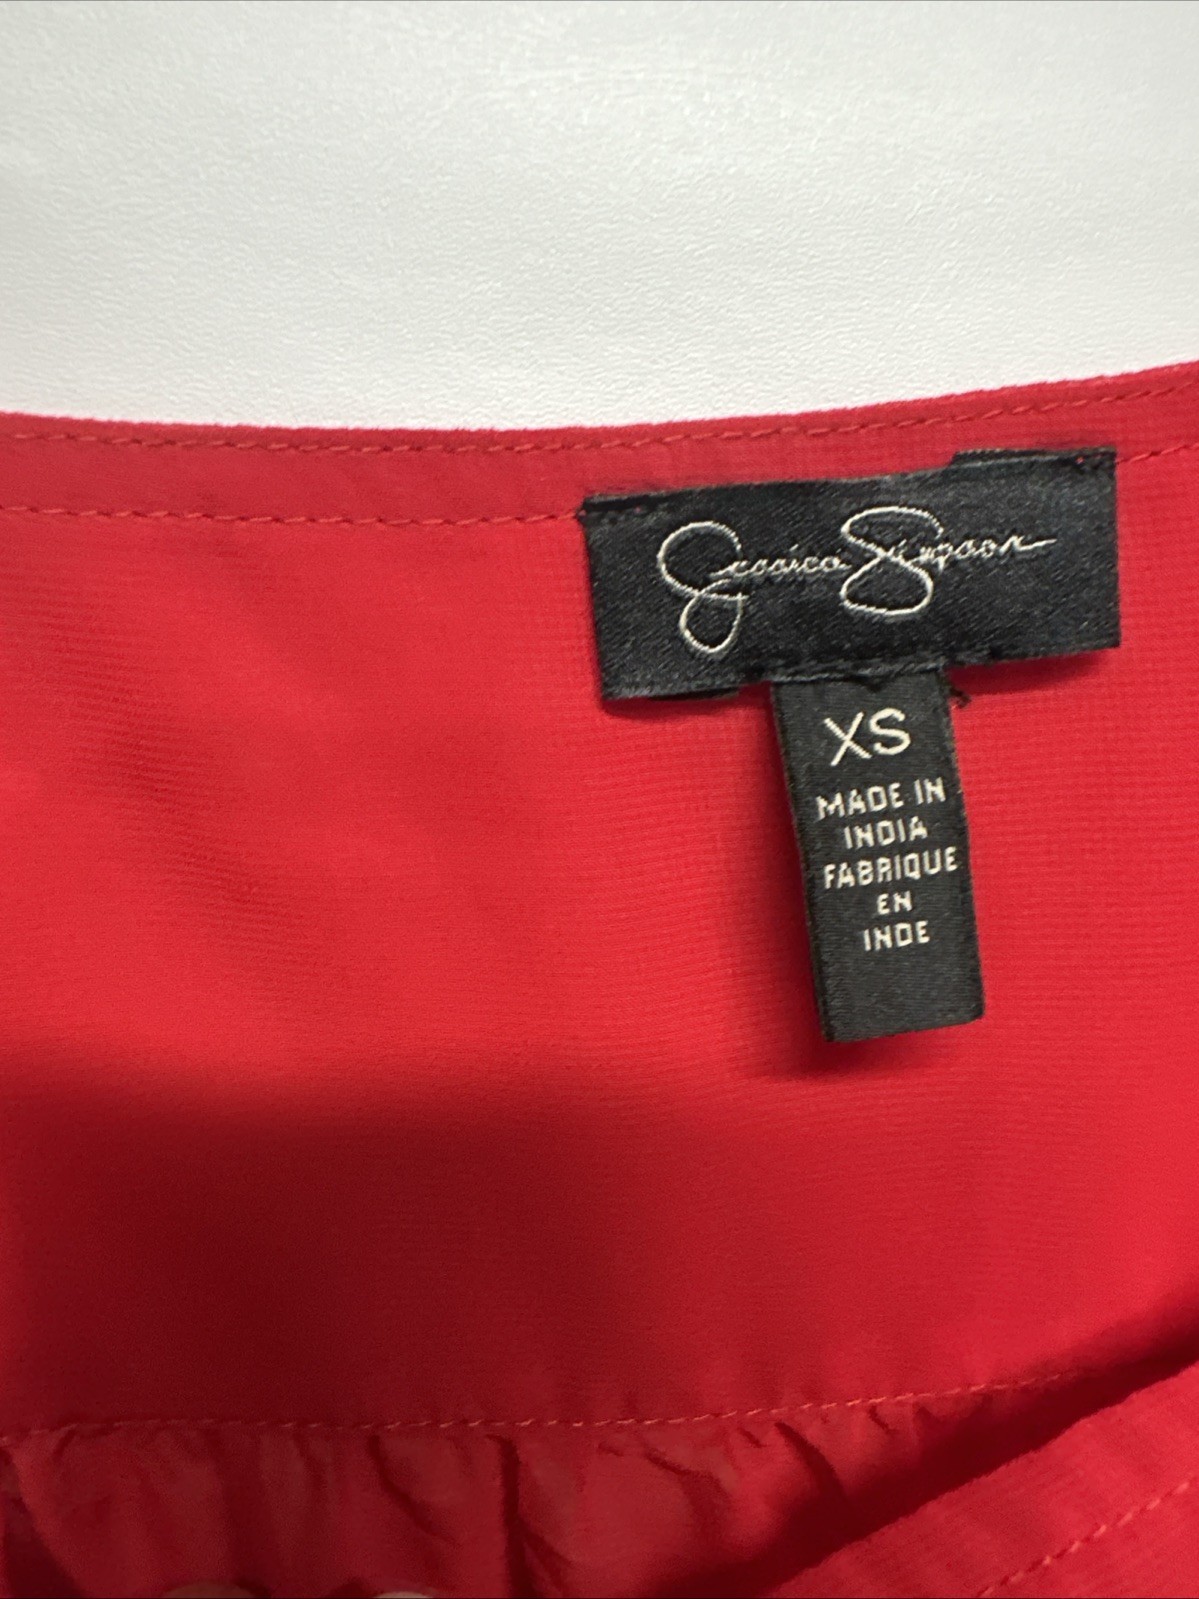 Jessica Simpson
XS
MADE IN
INDIA
FABRIQUE
EN
INDE